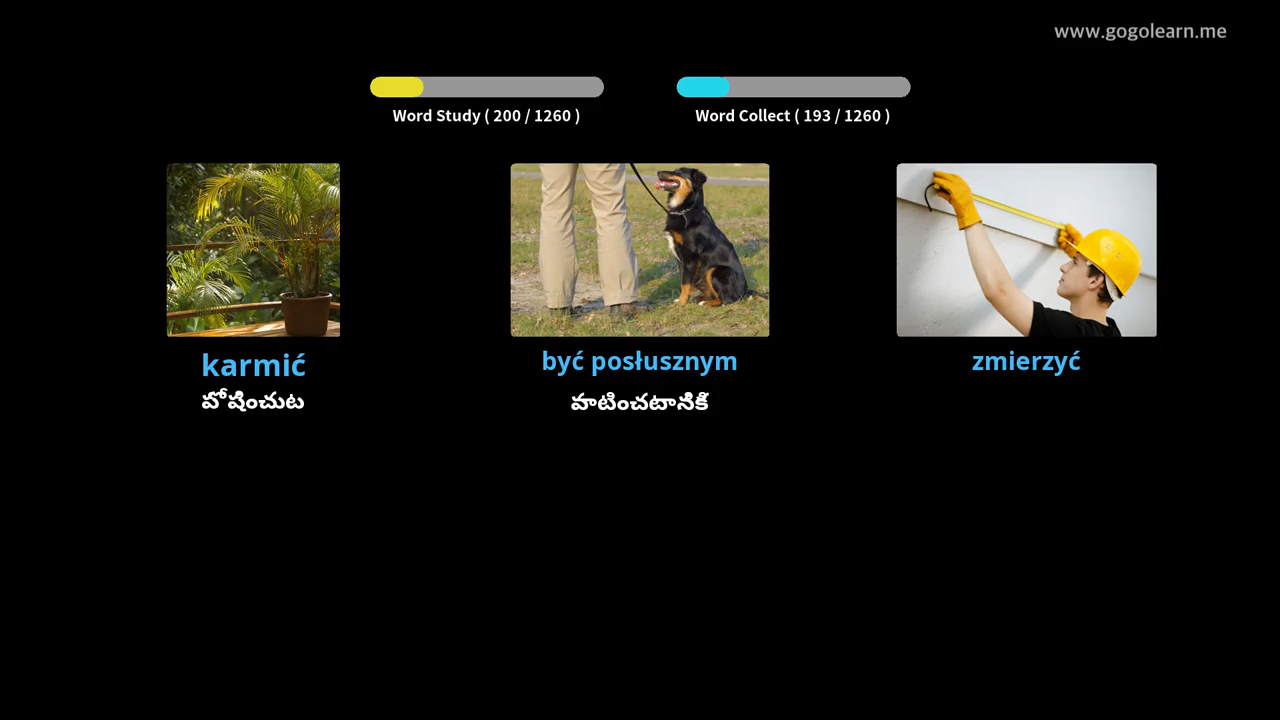 www.gogolearn.me
Word Study ( 200 / 1260 )
Word Collect ( 193 / 1260 )
karmić
być posłusznym
zmierzyć
పోషించుట
పాటించటానికి